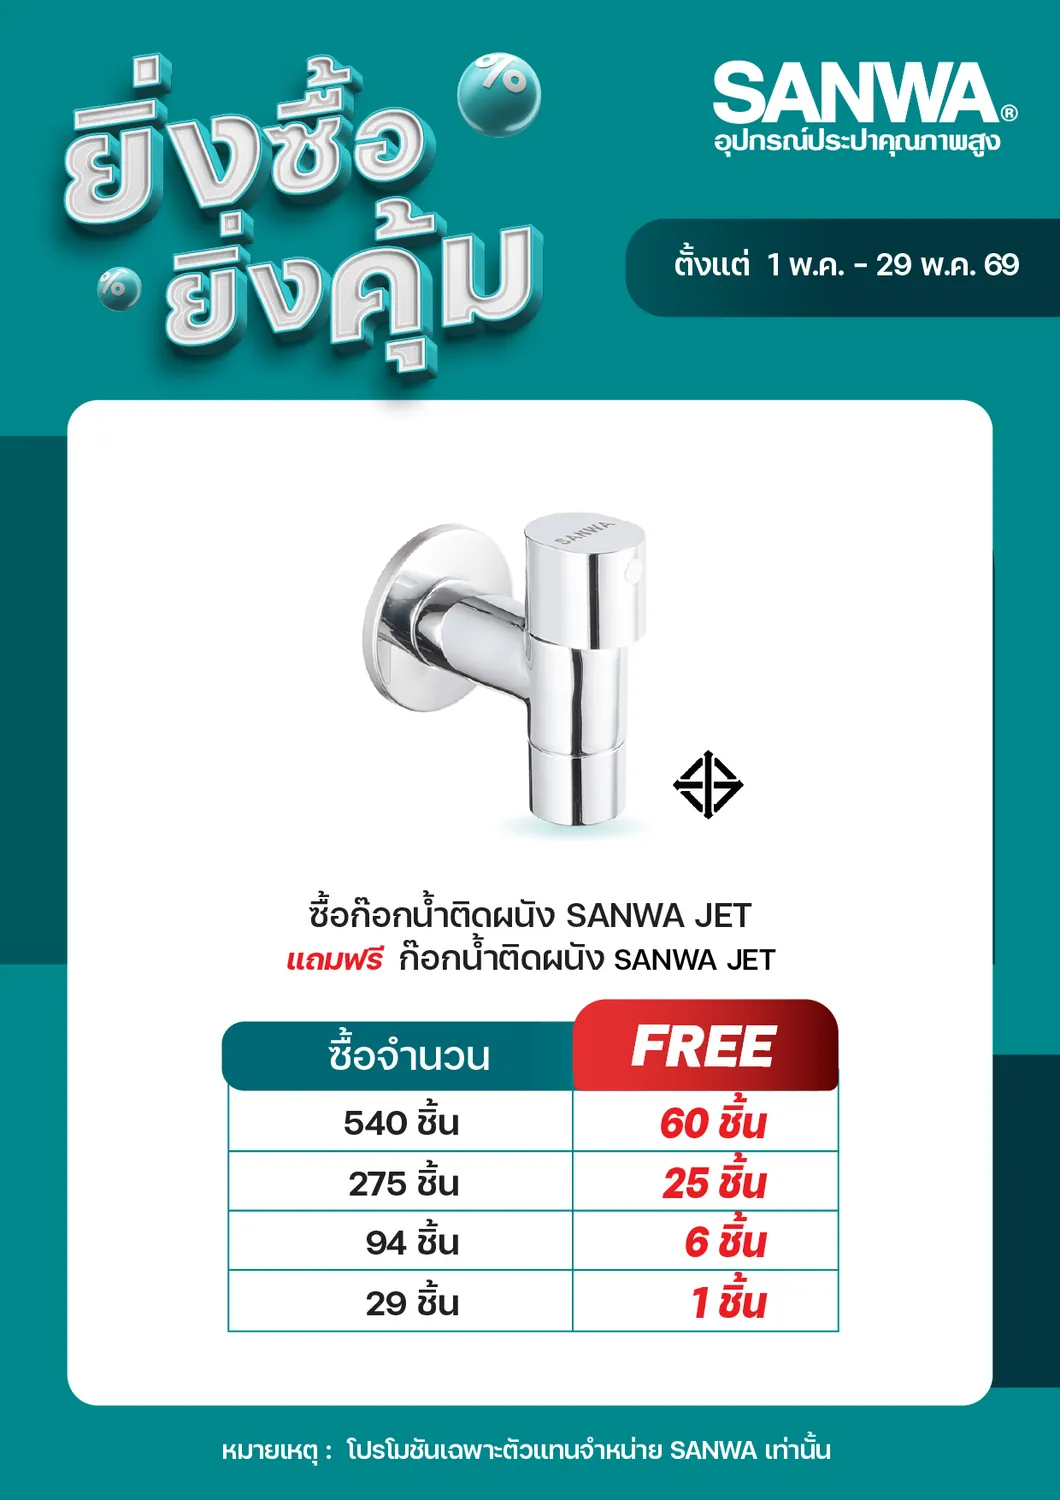 ยิ่งซื้อ
ยิ่งคุ้ม
%
%
SANWA®
อุปกรณ์ประปาคุณภาพสูง
ตั้งแต่ 1 พ.ค. - 29 พ.ค. 69
SANWA
ซื้อก๊อกน้ำติดผนัง SANWA JET
แถมฟรี ก๊อกน้ำติดผนัง SANWA JET
ซื้อจำนวน FREE
540 ชิ้น 60 ชิ้น
275 ชิ้น 25 ชิ้น
94 ชิ้น 6 ชิ้น
29 ชิ้น 1 ชิ้น
หมายเหตุ : โปรโมชันเฉพาะตัวแทนจำหน่าย SANWA เท่านั้น